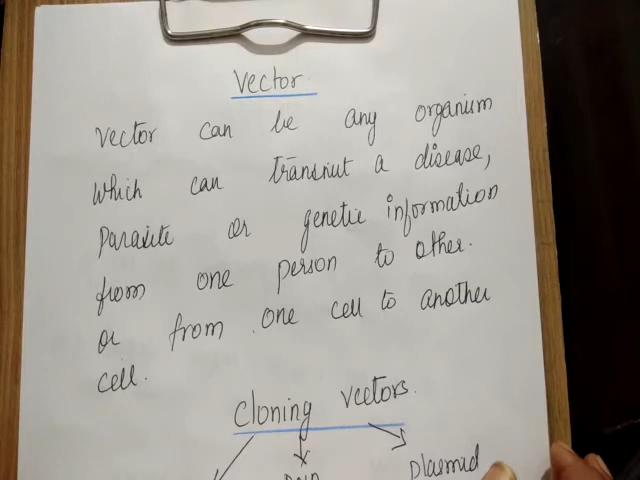 Vector
Vector can be any organism
which can transmit a disease,
Parasite or genetic information
from one person to other.
or from one cell to another
cell.
Cloning Vectors.
Plasmid